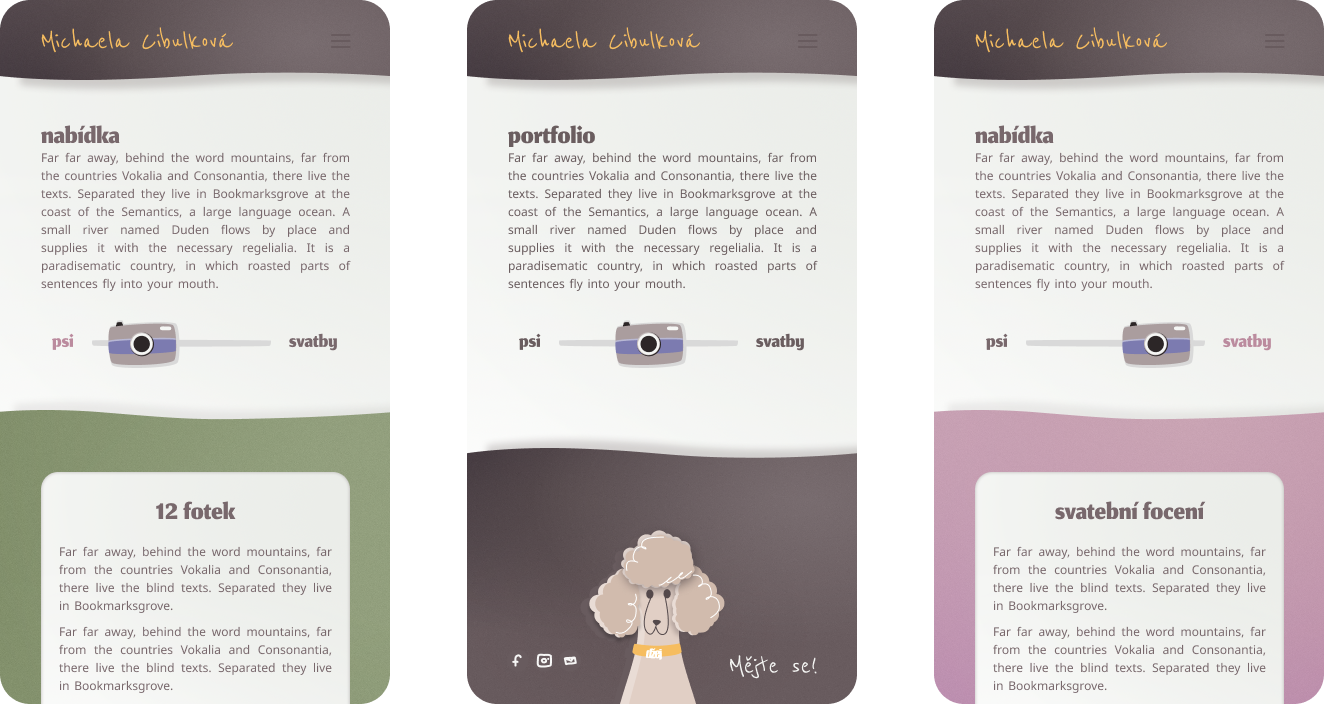 Michaela Cibulková
nabídka
Far far away, behind the word mountains, far from
the countries Vokalia and Consonantia, there live the
texts. Separated they live in Bookmarksgrove at the
coast of the Semantics, a large language ocean. A
small river named Duden flows by place and
supplies it with the necessary regelialia. It is a
paradisematic country, in which roasted parts of
sentences fly into your mouth.
psi
svatby
12 fotek
Far far away, behind the word mountains, far
from the countries Vokalia and Consonantia,
there live the blind texts. Separated they live
in Bookmarksgrove.
Far far away, behind the word mountains, far
from the countries Vokalia and Consonantia,
there live the blind texts. Separated they live
in Bookmarksgrove.
Michaela Cibulková
portfolio
Far far away, behind the word mountains, far from
the countries Vokalia and Consonantia, there live the
texts. Separated they live in Bookmarksgrove at the
coast of the Semantics, a large language ocean. A
small river named Duden flows by place and
supplies it with the necessary regelialia. It is a
paradisematic country, in which roasted parts of
sentences fly into your mouth.
psi
svatby
Mějte se!
Michaela Cibulková
nabídka
Far far away, behind the word mountains, far from
the countries Vokalia and Consonantia, there live the
texts. Separated they live in Bookmarksgrove at the
coast of the Semantics, a large language ocean. A
small river named Duden flows by place and
supplies it with the necessary regelialia. It is a
paradisematic country, in which roasted parts of
sentences fly into your mouth.
psi
svatby
svatební focení
Far far away, behind the word mountains, far
from the countries Vokalia and Consonantia,
there live the blind texts. Separated they live
in Bookmarksgrove.
Far far away, behind the word mountains, far
from the countries Vokalia and Consonantia,
there live the blind texts. Separated they live
in Bookmarksgrove.